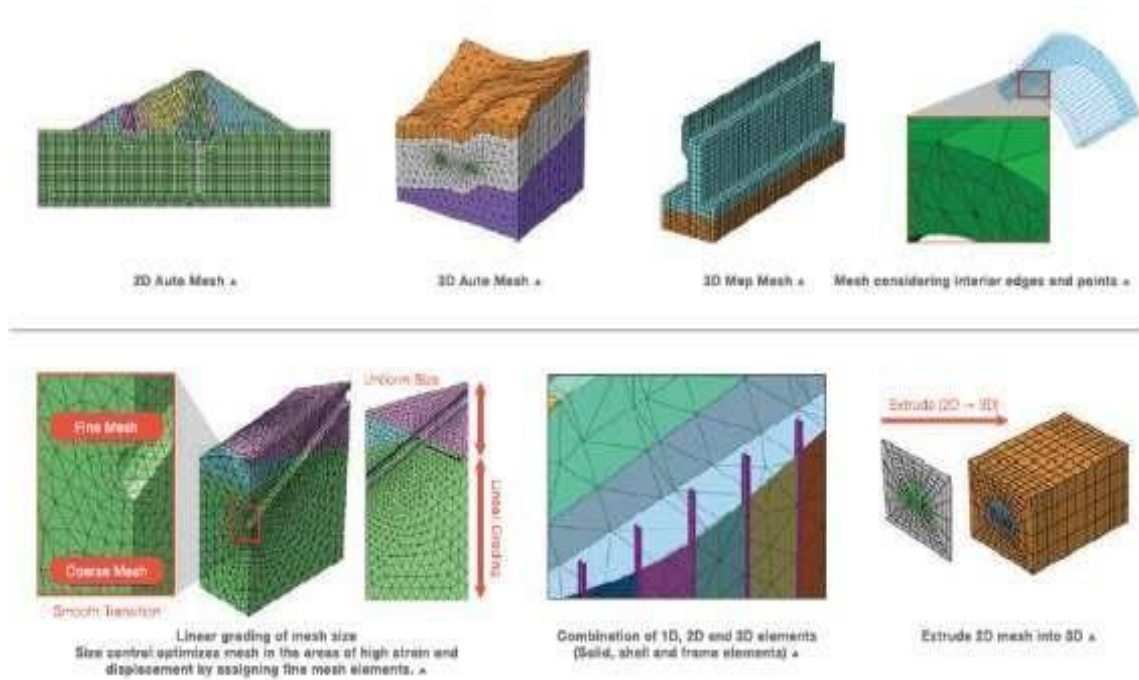 2D Auto Mesh ▲
3D Auto Mesh ▲
3D Map Mesh ▲
Mesh considering interior edges and points ▲
Fine Mesh
Coarse Mesh
Smooth Transition
Uniform Size
Linear Grading
Linear grading of mesh size
Size control optimizes mesh in the areas of high strain and
displacement by assigning fine mesh elements. ▲
Combination of 1D, 2D and 3D elements
(Solid, shell and frame elements) ▲
Extrude (2D → 3D)
Extrude 2D mesh into 3D ▲